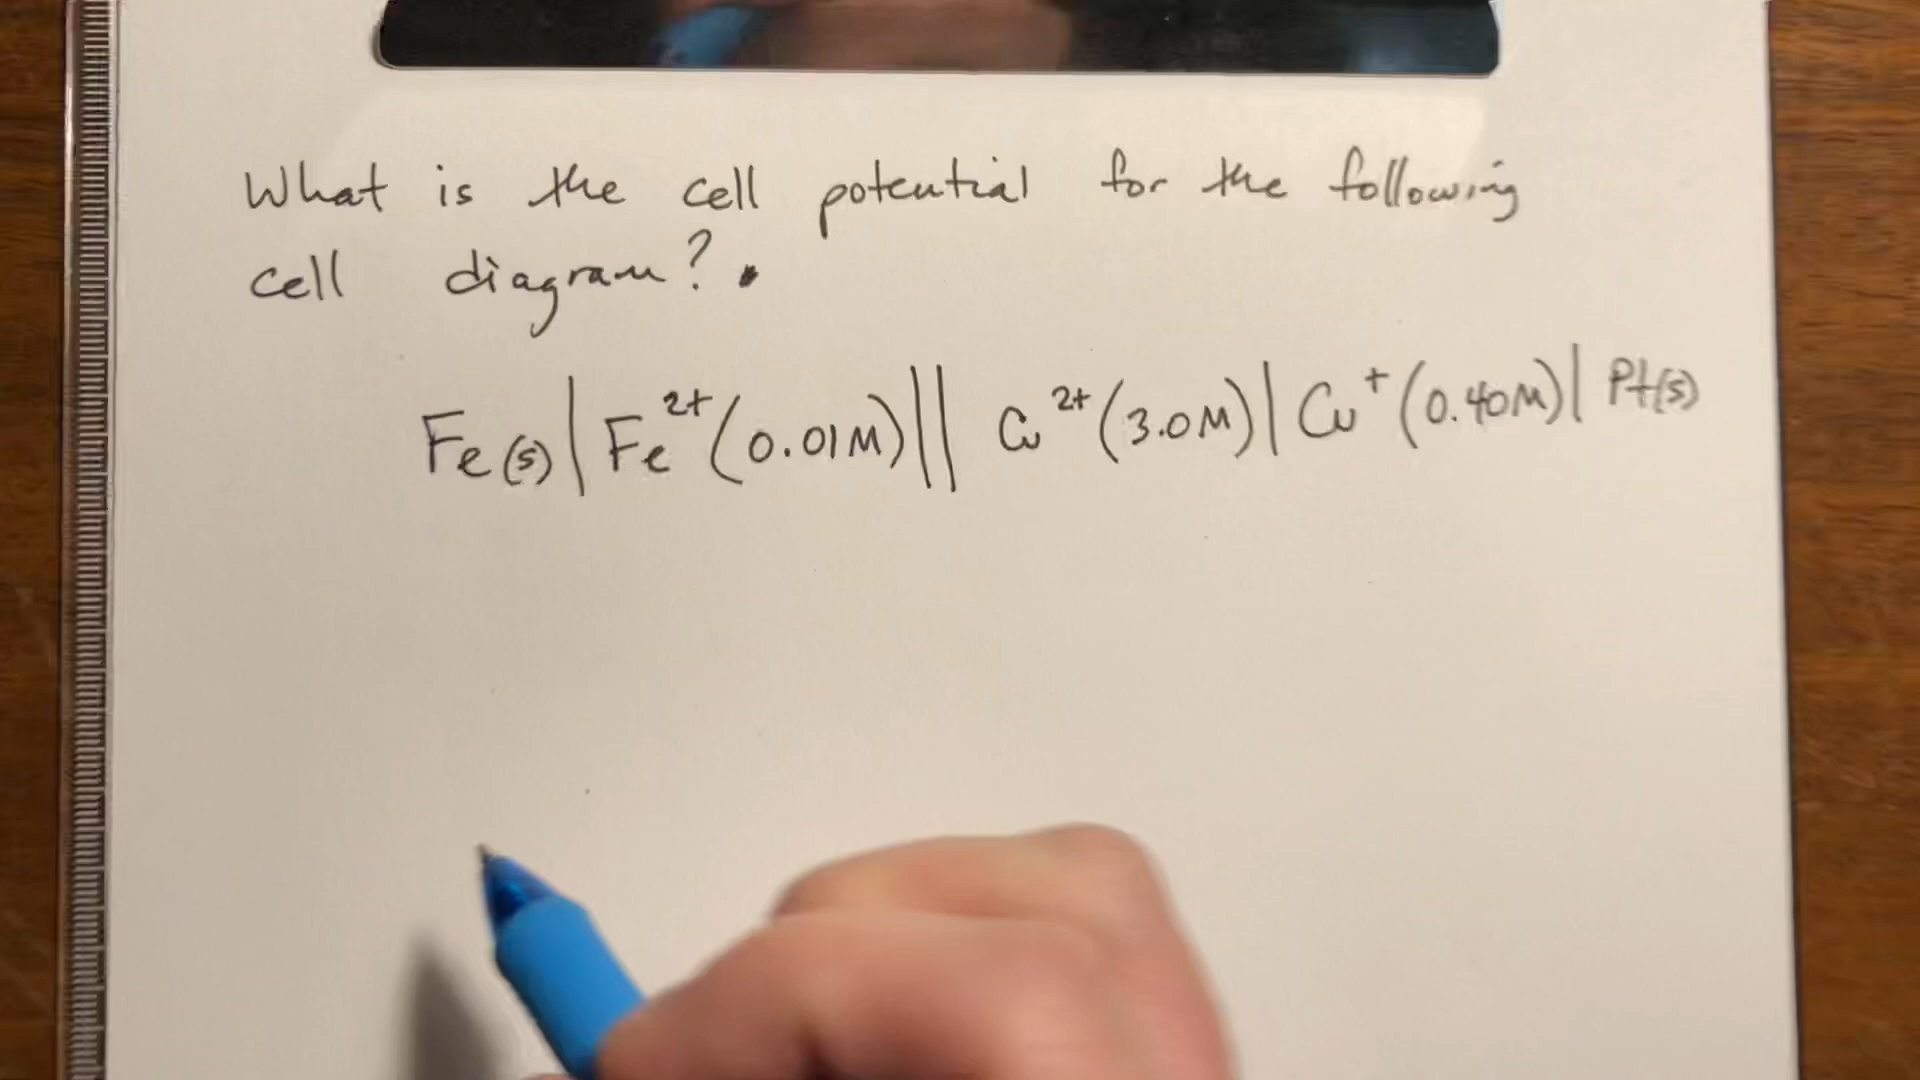 What is the cell potential for the following
cell diagram?
Fe(s) | Fe²⁺(0.01M) || Cu²⁺(3.0M) | Cu⁺(0.40M) | Pt(s)